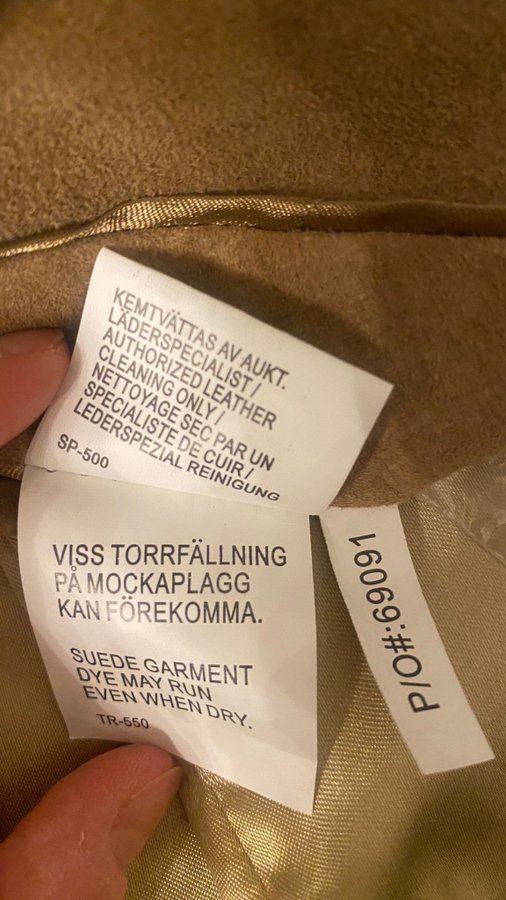 KEMTVÄTTAS AV AUKT.
LÄDERSPECIALIST/
AUTHORIZED LEATHER
CLEANING ONLY/
NETTOYAGE SEC PAR UN
SPECIALISTE DE CUIR/
LEDERSPEZIAL REINIGUNG
SP-500
VISS TORRFÄLLNING
PÅ MOCKAPLAGG
KAN FÖREKOMMA.
SUEDE GARMENT
DYE MAY RUN
EVEN WHEN DRY.
TR-550
P/O#:69091